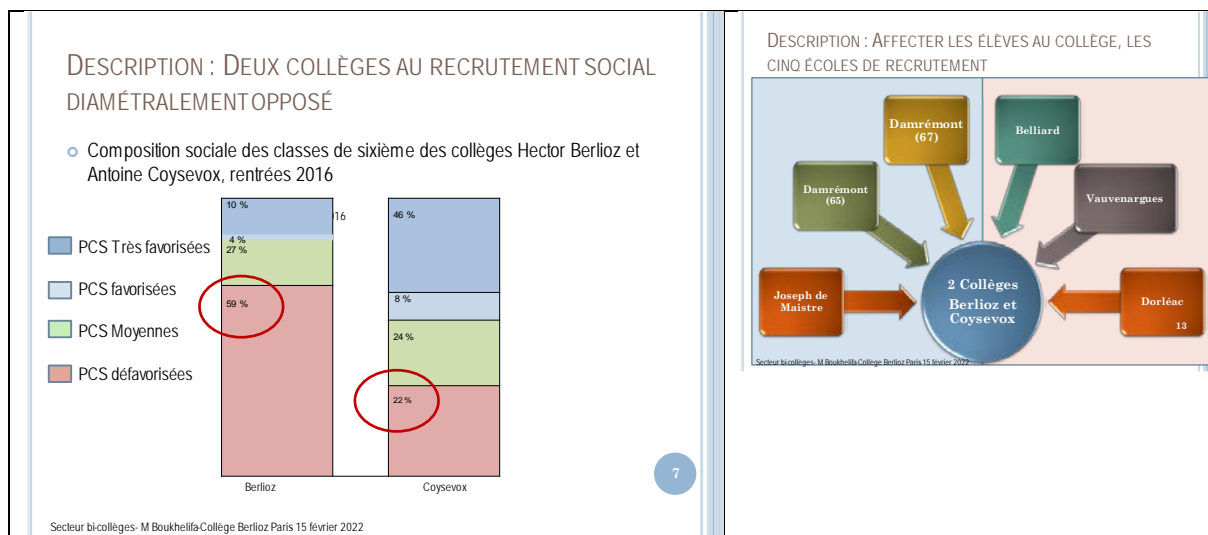 DESCRIPTION : DEUX COLLÈGES AU RECRUTEMENT SOCIAL
DIAMÉTRALEMENT OPPOSÉ
Composition sociale des classes de sixième des collèges Hector Berlioz et
Antoine Coysevox, rentrées 2016
16
PCS Très favorisées
PCS favorisées
PCS Moyennes
PCS défavorisées
10 %
4 %
27 %
59 %
46 %
8 %
24 %
22 %
Berlioz
Coysevox
7
Secteur bi-collèges- M Boukhelifa-Collège Berlioz Paris 15 février 2022
DESCRIPTION : AFFECTER LES ÉLÈVES AU COLLÈGE, LES
CINQ ÉCOLES DE RECRUTEMENT
Damrémont
(67)
Belliard
Damrémont
(65)
Vauvenargues
Joseph de
Maistre
2 Collèges
Berlioz et
Coysevox
Dorléac
13
Secteur bi-collèges- M Boukhelifa-Collège Berlioz Paris 15 février 2022